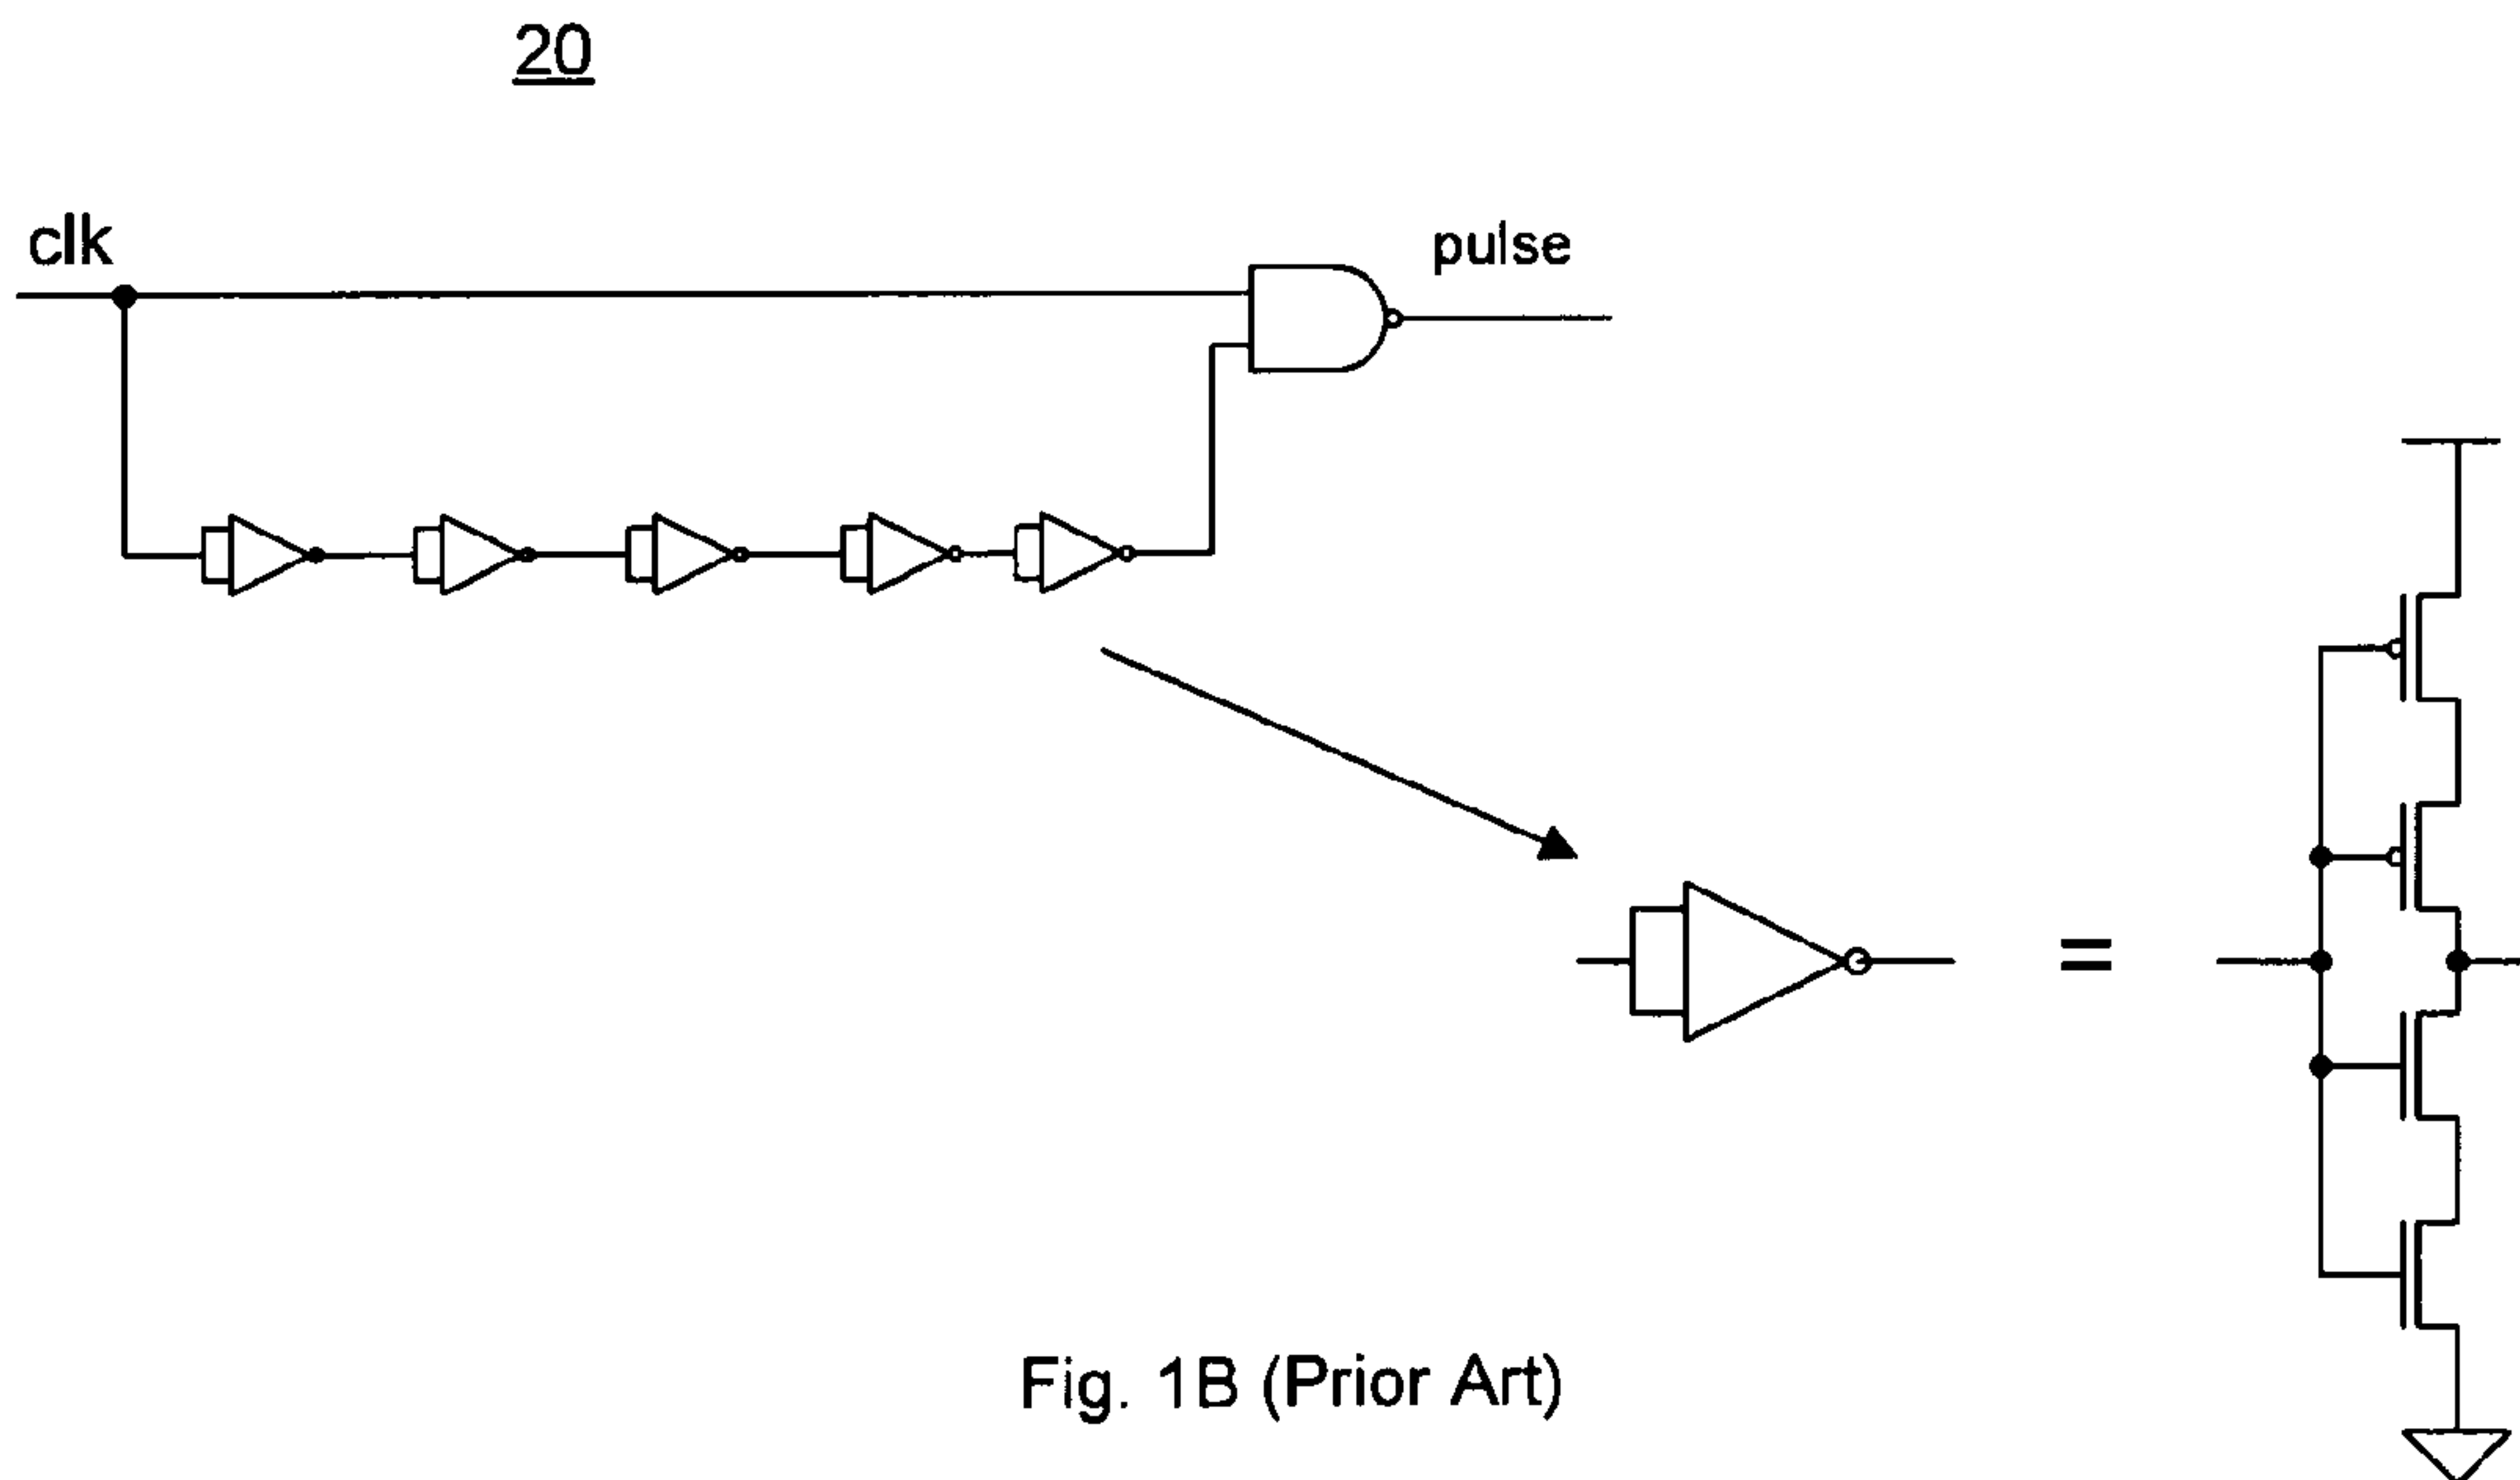 20
clk
pulse
=
Fig. 1B (Prior Art)